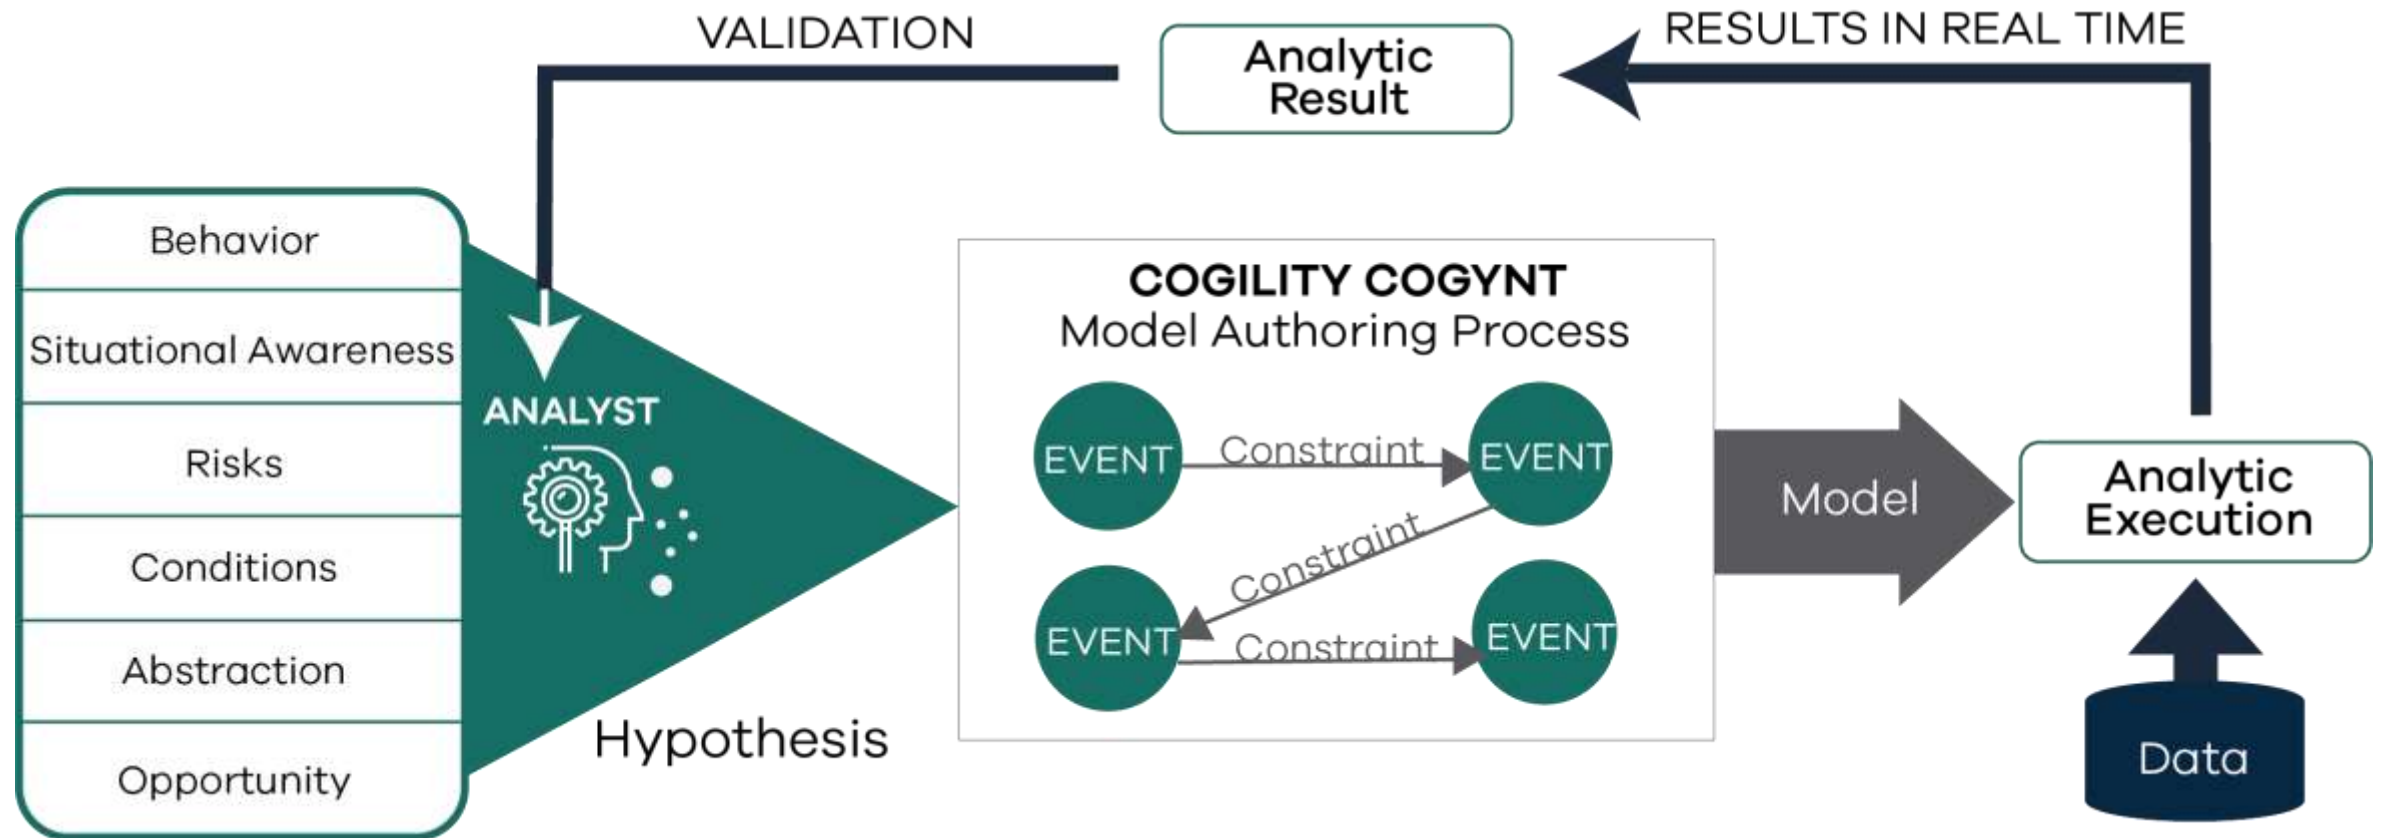 VALIDATION
Analytic
Result
RESULTS IN REAL TIME
Behavior
Situational Awareness
Risks
Conditions
Abstraction
Opportunity
ANALYST
Hypothesis
COGILITY COGYNT
Model Authoring Process
EVENT
Constraint
EVENT
Constraint
EVENT
Constraint
EVENT
Model
Analytic
Execution
Data